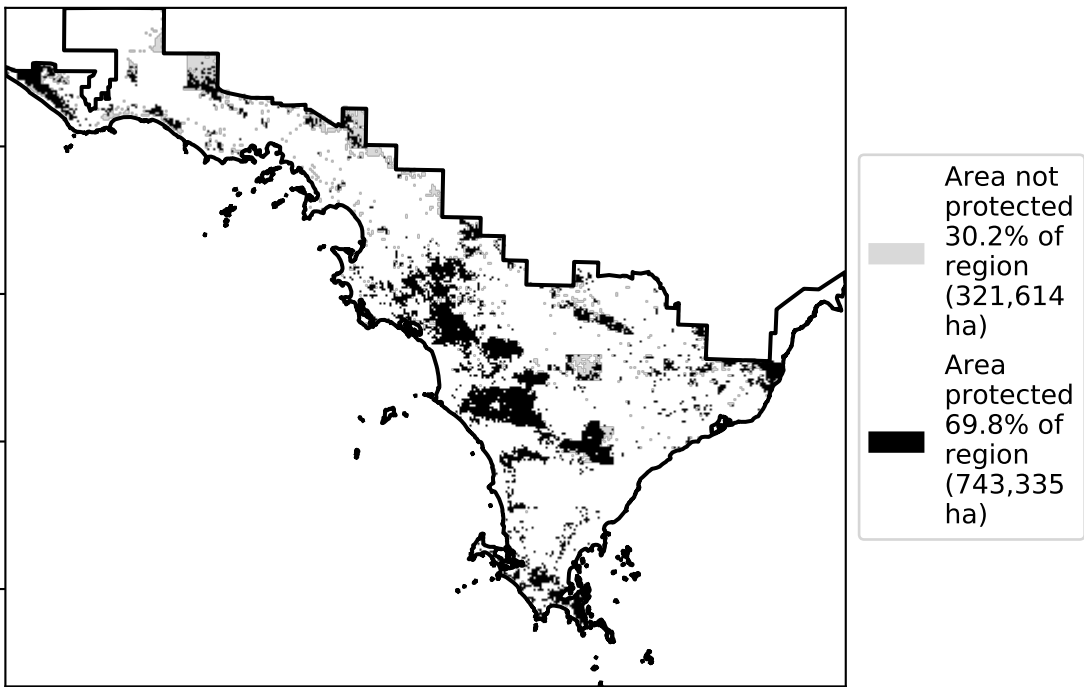 Area not
protected
30.2% of
region
(321,614
ha)
Area
protected
69.8% of
region
(743,335
ha)